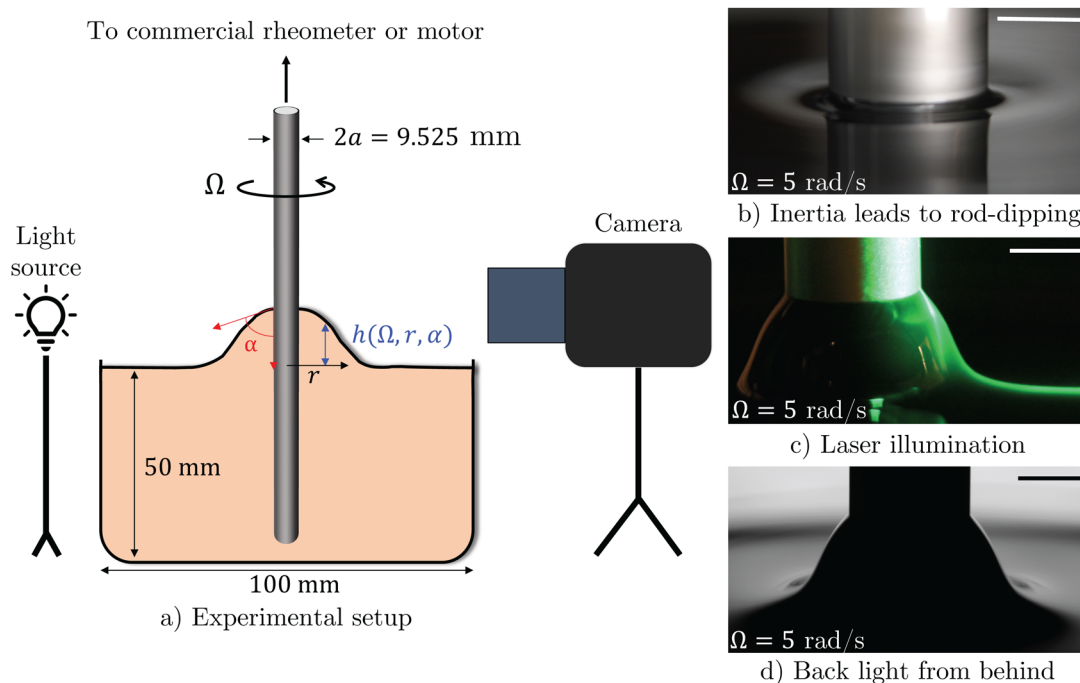 To commercial rheometer or motor
2a = 9.525 mm
Ω
Light
source
Camera
α
h(Ω, r, α)
r
50 mm
100 mm
a) Experimental setup
Ω = 5 rad/s
b) Inertia leads to rod-dipping
Ω = 5 rad/s
c) Laser illumination
Ω = 5 rad/s
d) Back light from behind